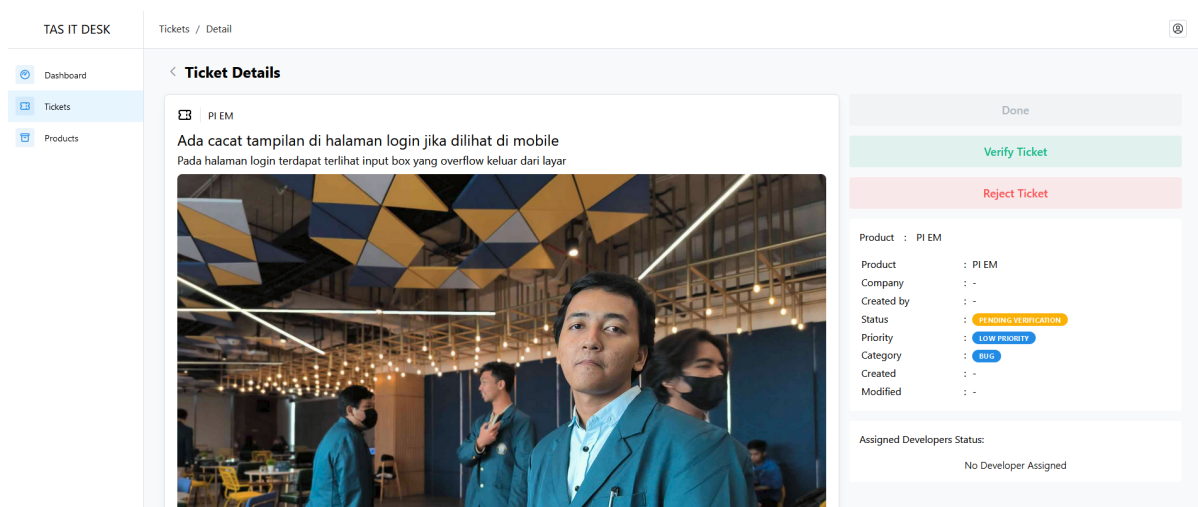 TAS IT DESK
Tickets / Detail
Dashboard
Tickets
Products
Ticket Details
PI EM
Ada cacat tampilan di halaman login jika dilihat di mobile
Pada halaman login terdapat terlihat input box yang overflow keluar dari layar
Done
Verify Ticket
Reject Ticket
Product : PI EM
Product : PI EM
Company : -
Created by : -
Status : PENDING VERIFICATION
Priority : LOW PRIORITY
Category : BUG
Created : -
Modified : -
Assigned Developers Status:
No Developer Assigned